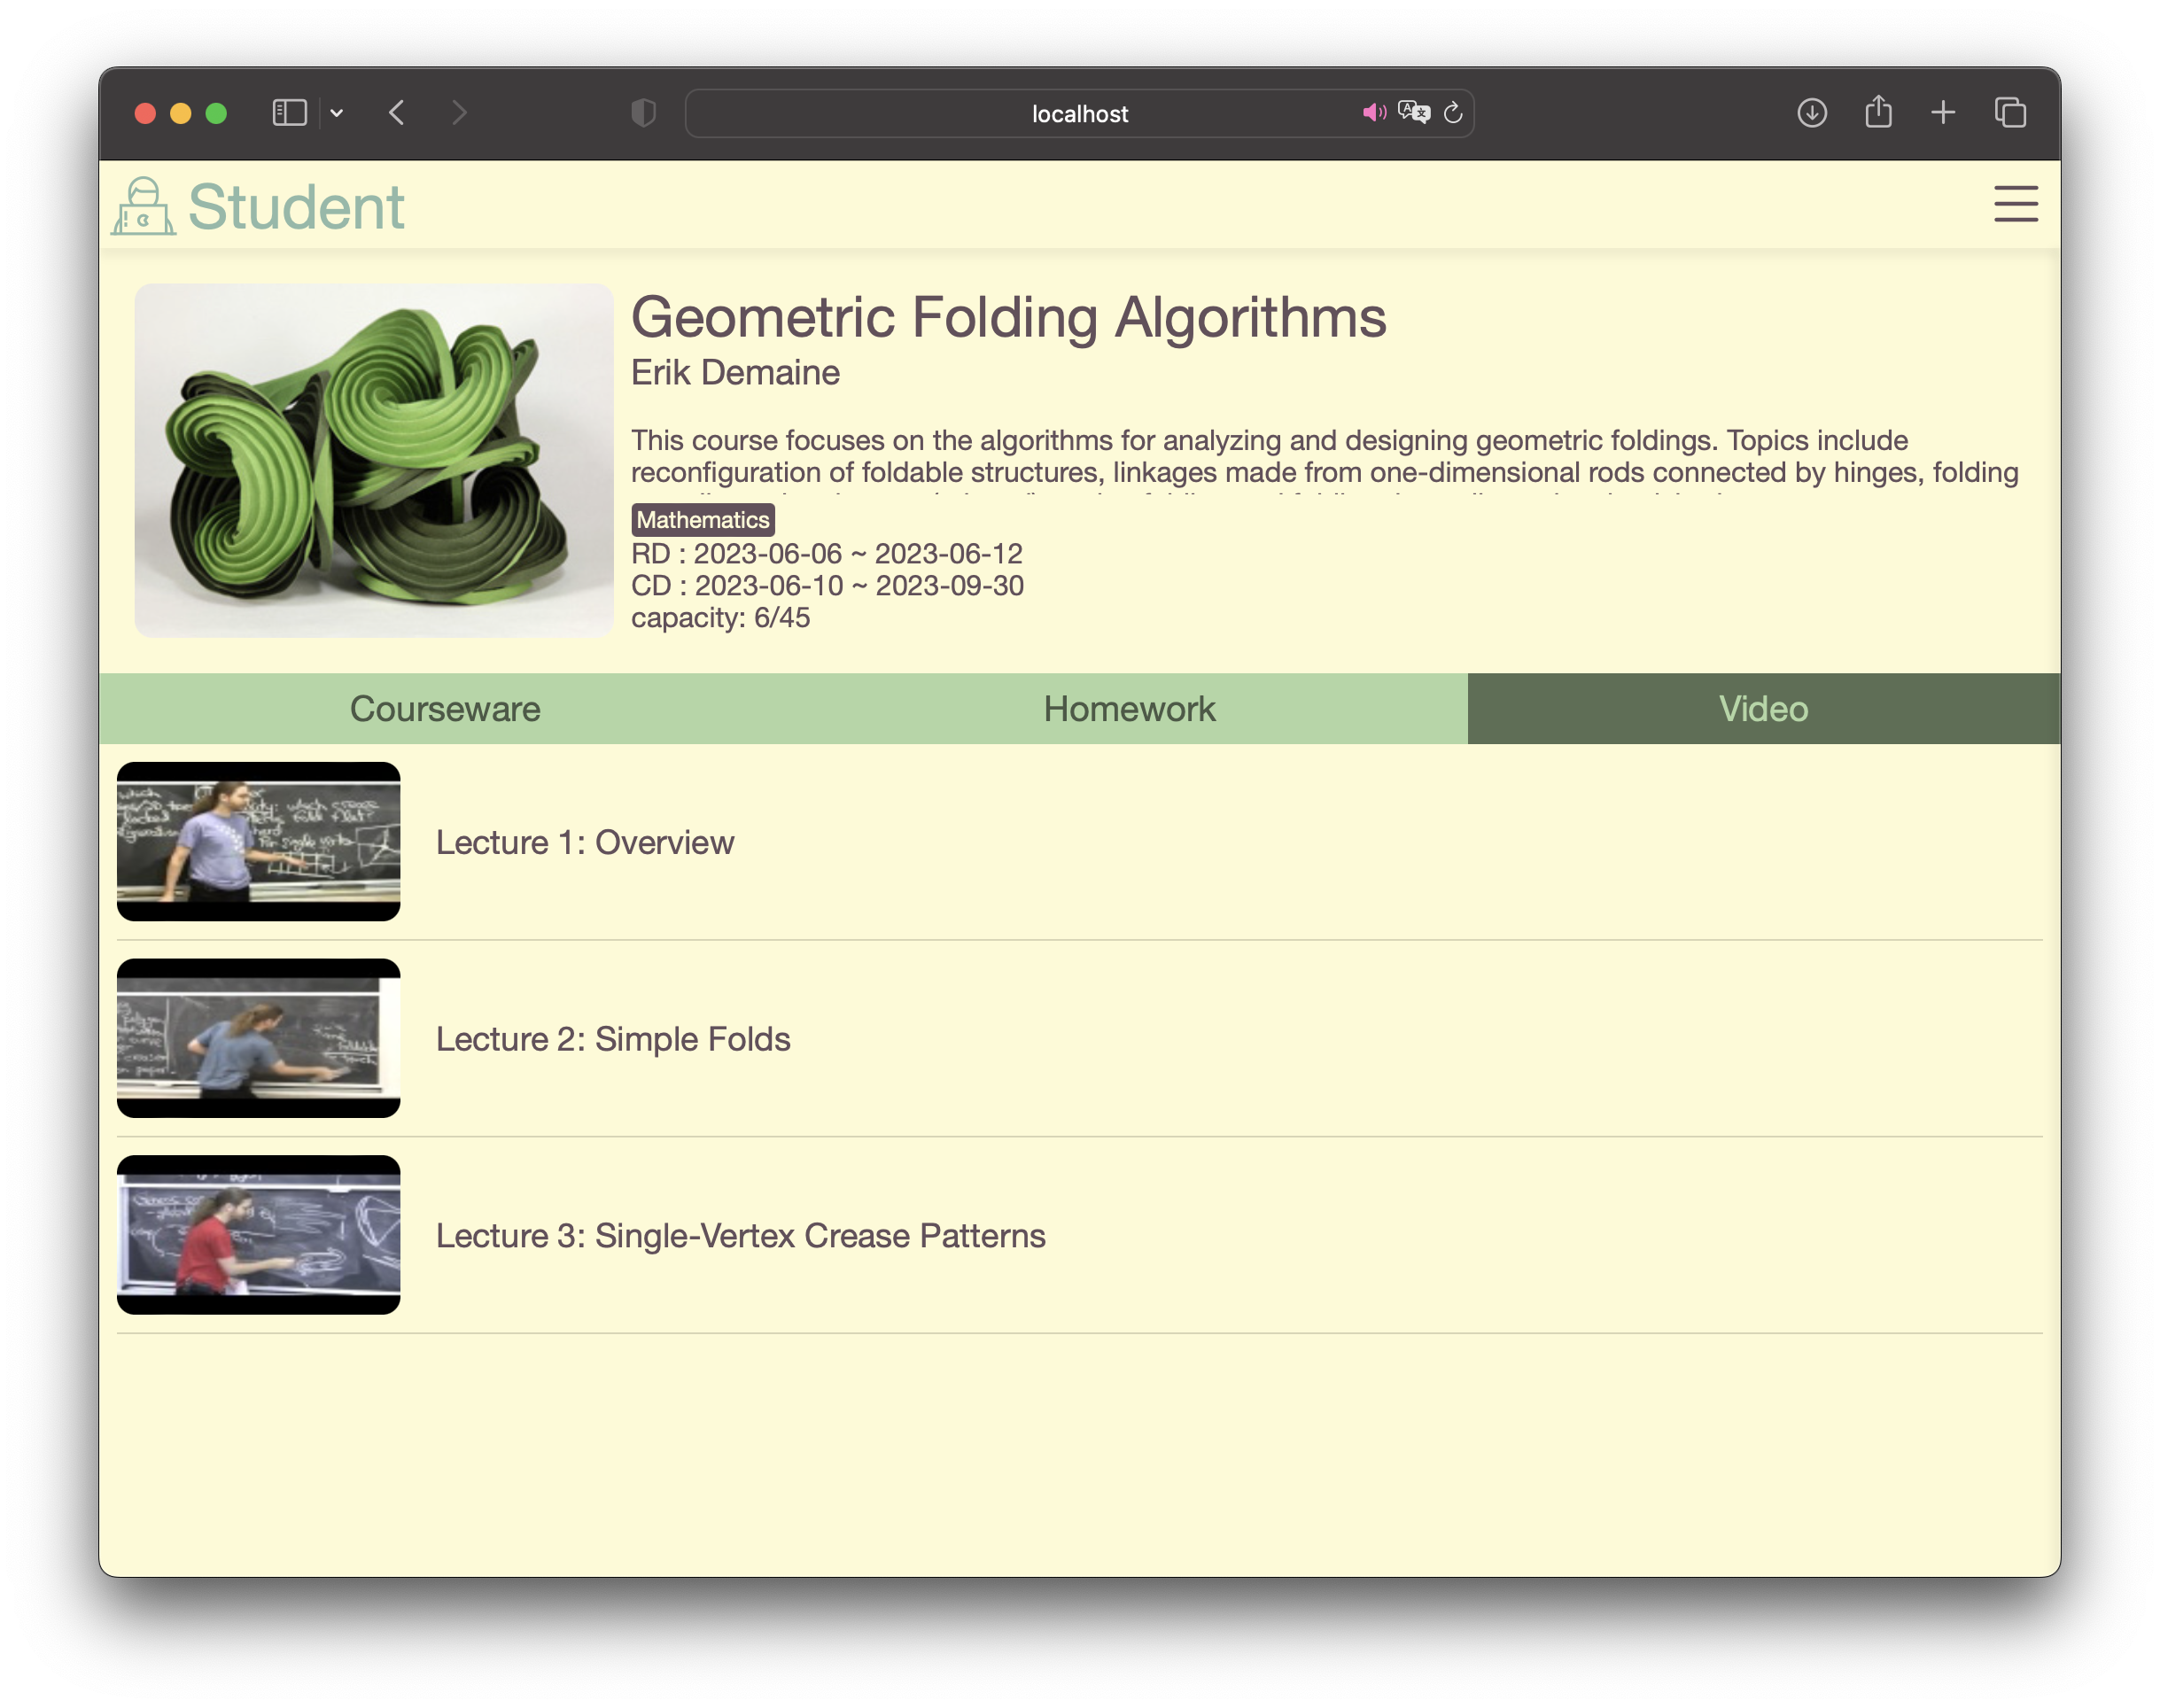 localhost
Student
Geometric Folding Algorithms
Erik Demaine
This course focuses on the algorithms for analyzing and designing geometric foldings. Topics include
reconfiguration of foldable structures, linkages made from one-dimensional rods connected by hinges, folding
Mathematics
RD : 2023-06-06 ~ 2023-06-12
CD : 2023-06-10 ~ 2023-09-30
capacity: 6/45
Courseware Homework Video
Lecture 1: Overview
Lecture 2: Simple Folds
Lecture 3: Single-Vertex Crease Patterns